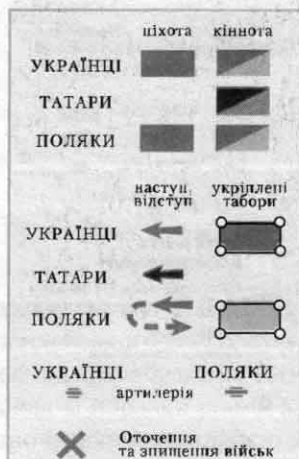 піхота кіннота
УКРАЇНЦІ
ТАТАРИ
ПОЛЯКИ
наступ, укріплені
відступ табори
УКРАЇНЦІ
ТАТАРИ
ПОЛЯКИ
УКРАЇНЦІ ПОЛЯКИ
артилерія
Оточення
та знищення військ